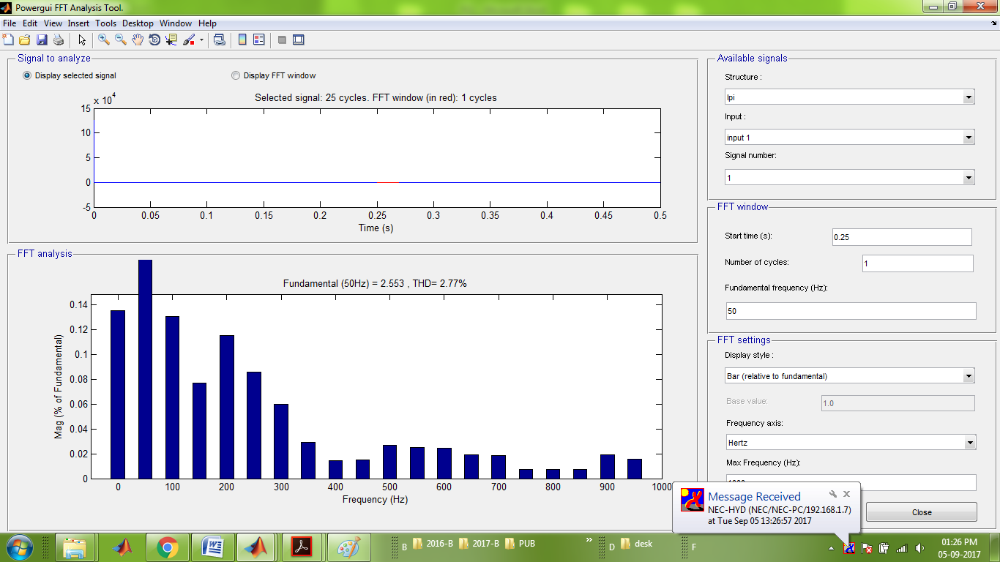 Powergui FFT Analysis Tool.
File Edit View Insert Tools Desktop Window Help
Signal to analyze
Display selected signal
Display FFT window
Selected signal: 25 cycles. FFT window (in red): 1 cycles
x 10^4
15
10
5
0
-5
0 0.05 0.1 0.15 0.2 0.25 0.3 0.35 0.4 0.45 0.5
Time (s)
FFT analysis
Fundamental (50Hz) = 2.553 , THD= 2.77%
0.14
0.12
0.1
0.08
0.06
0.04
0.02
0
Mag (% of Fundamental)
0 100 200 300 400 500 600 700 800 900 1000
Frequency (Hz)
Available signals
Structure :
Ipi
Input :
input 1
Signal number:
1
FFT window
Start time (s):
0.25
Number of cycles:
1
Fundamental frequency (Hz):
50
FFT settings
Display style :
Bar (relative to fundamental)
Base value:
1.0
Frequency axis:
Hertz
Max Frequency (Hz):
Close
Message Received
NEC-HYD (NEC/NEC-PC/192.168.1.7)
at Tue Sep 05 13:26:57 2017
B 2016-B 2017-B PUB » D desk F
01:26 PM
05-09-2017